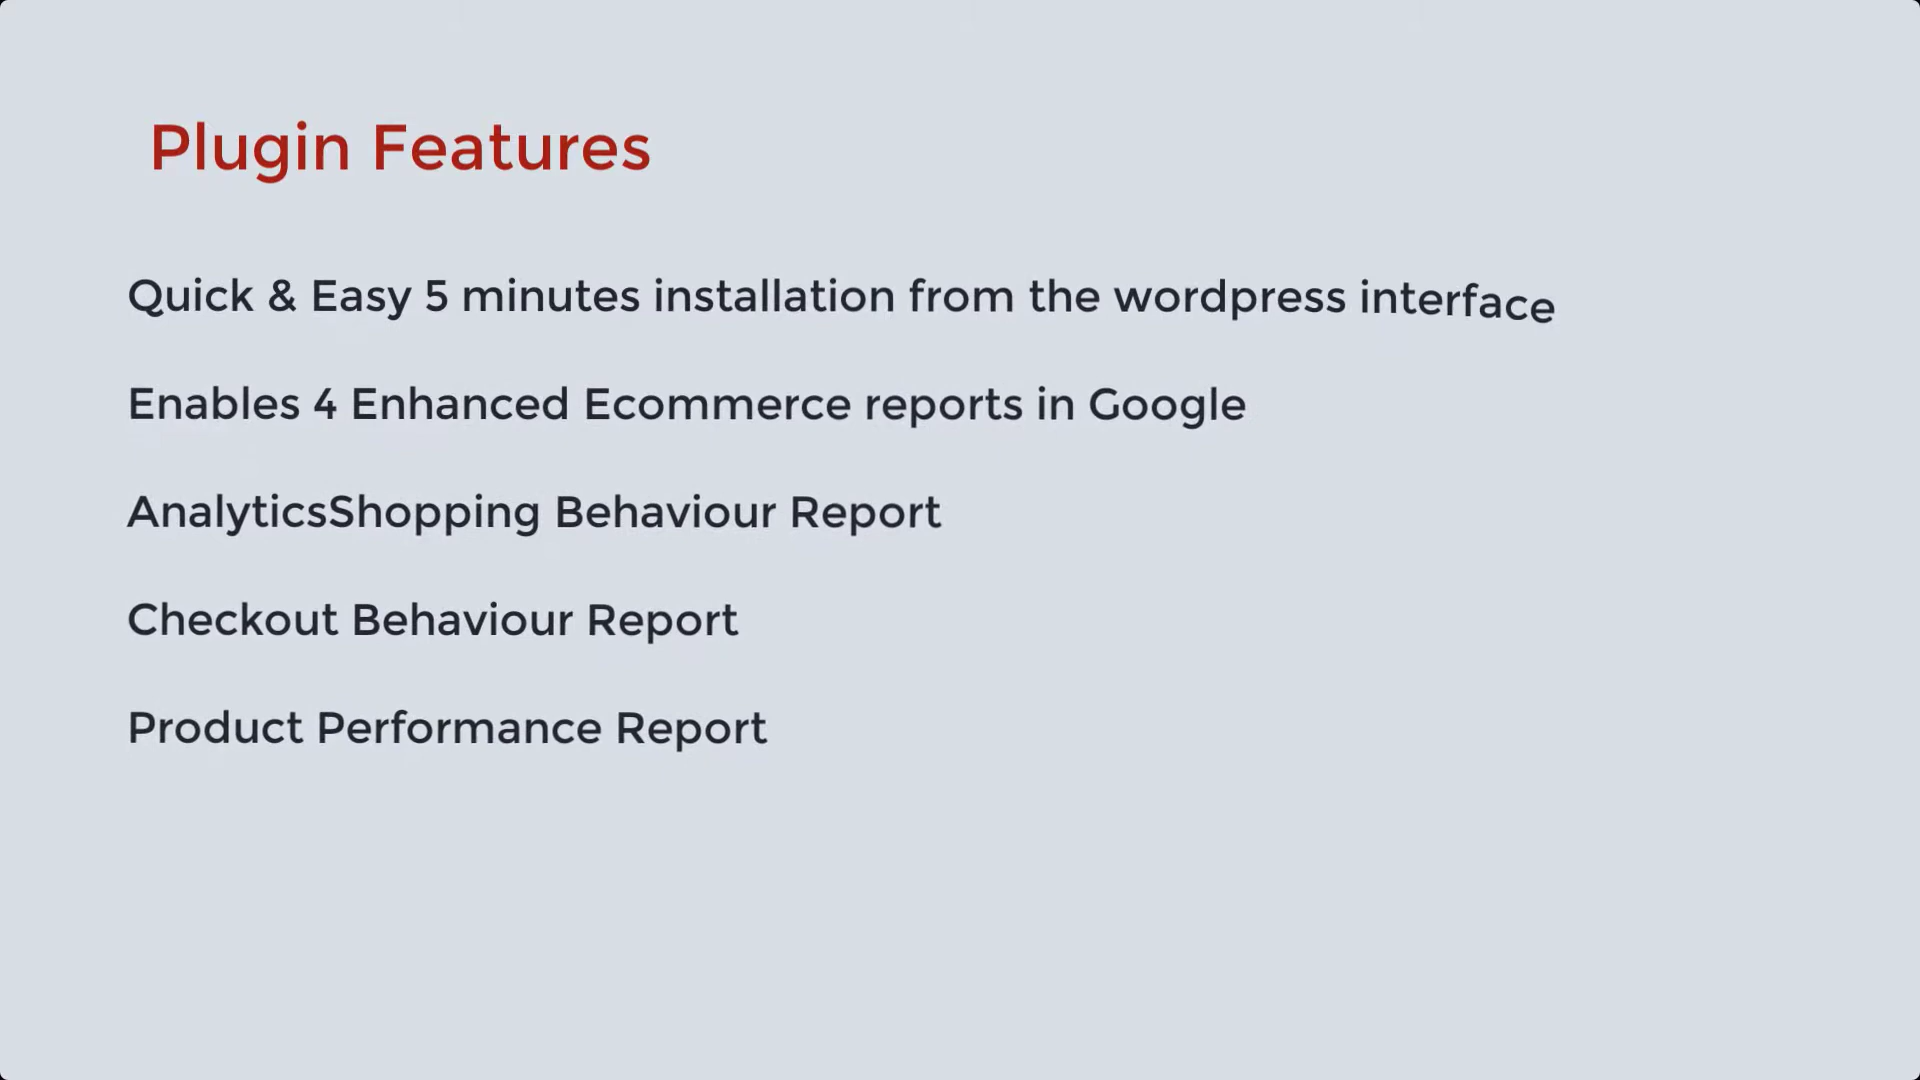 Plugin Features
Quick & Easy 5 minutes installation from the wordpress interface
Enables 4 Enhanced Ecommerce reports in Google
AnalyticsShopping Behaviour Report
Checkout Behaviour Report
Product Performance Report